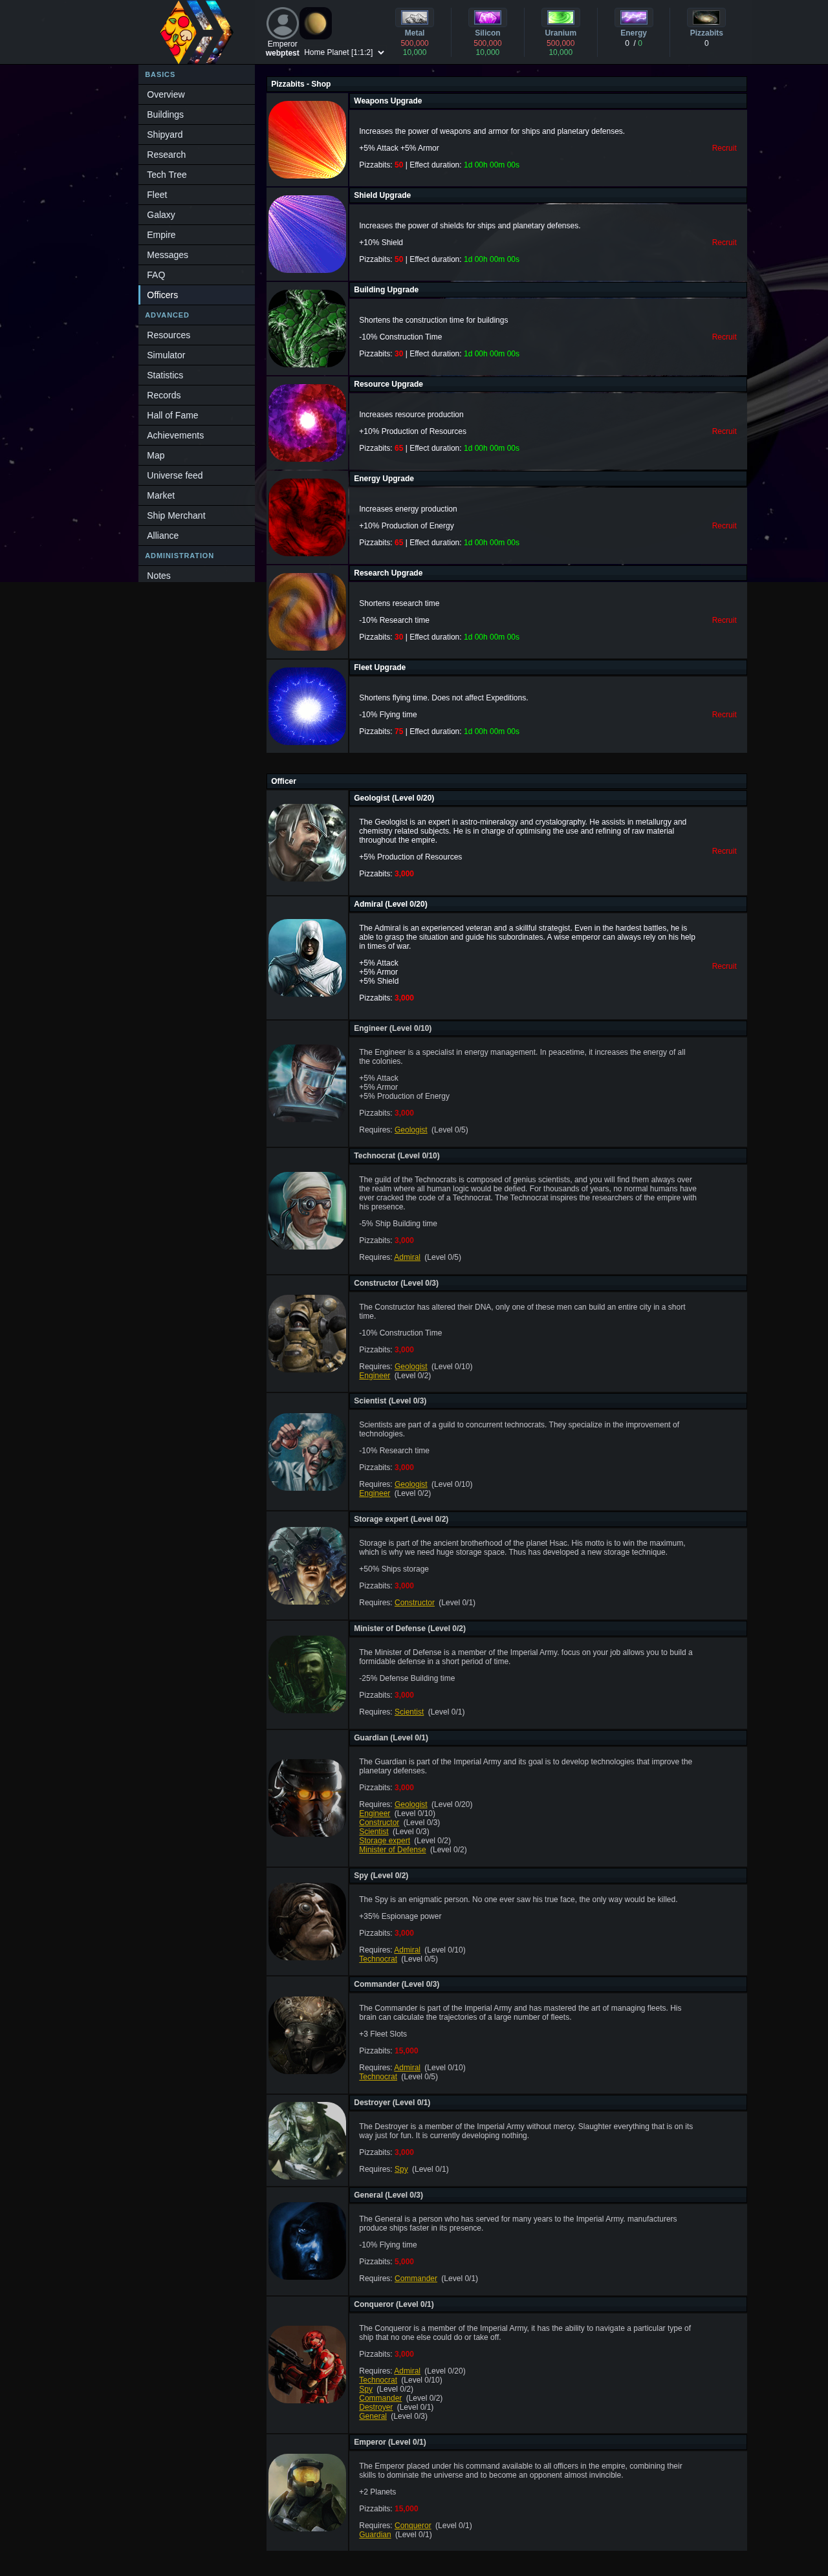 Emperor
webptest
Home Planet [1:1:2]
Metal
500,000
10,000
Silicon
500,000
10,000
Uranium
500,000
10,000
Energy
0 / 0
Pizzabits
0
BASICS
Overview
Buildings
Shipyard
Research
Tech Tree
Fleet
Galaxy
Empire
Messages
FAQ
Officers
ADVANCED
Resources
Simulator
Statistics
Records
Hall of Fame
Achievements
Map
Universe feed
Market
Ship Merchant
Alliance
ADMINISTRATION
Notes
Pizzabits - Shop
Weapons Upgrade
Increases the power of weapons and armor for ships and planetary defenses.
+5% Attack +5% Armor
Recruit
Pizzabits: 50 | Effect duration: 1d 00h 00m 00s
Shield Upgrade
Increases the power of shields for ships and planetary defenses.
+10% Shield
Recruit
Pizzabits: 50 | Effect duration: 1d 00h 00m 00s
Building Upgrade
Shortens the construction time for buildings
-10% Construction Time
Recruit
Pizzabits: 30 | Effect duration: 1d 00h 00m 00s
Resource Upgrade
Increases resource production
+10% Production of Resources
Recruit
Pizzabits: 65 | Effect duration: 1d 00h 00m 00s
Energy Upgrade
Increases energy production
+10% Production of Energy
Recruit
Pizzabits: 65 | Effect duration: 1d 00h 00m 00s
Research Upgrade
Shortens research time
-10% Research time
Recruit
Pizzabits: 30 | Effect duration: 1d 00h 00m 00s
Fleet Upgrade
Shortens flying time. Does not affect Expeditions.
-10% Flying time
Recruit
Pizzabits: 75 | Effect duration: 1d 00h 00m 00s
Officer
Geologist (Level 0/20)
The Geologist is an expert in astro-mineralogy and crystalography. He assists in metallurgy and
chemistry related subjects. He is in charge of optimising the use and refining of raw material
throughout the empire.
Recruit
+5% Production of Resources
Pizzabits: 3,000
Admiral (Level 0/20)
The Admiral is an experienced veteran and a skillful strategist. Even in the hardest battles, he is
able to grasp the situation and guide his subordinates. A wise emperor can always rely on his help
in times of war.
+5% Attack
Recruit
+5% Armor
+5% Shield
Pizzabits: 3,000
Engineer (Level 0/10)
The Engineer is a specialist in energy management. In peacetime, it increases the energy of all
the colonies.
+5% Attack
+5% Armor
+5% Production of Energy
Pizzabits: 3,000
Requires: Geologist (Level 0/5)
Technocrat (Level 0/10)
The guild of the Technocrats is composed of genius scientists, and you will find them always over
the realm where all human logic would be defied. For thousands of years, no normal humans have
ever cracked the code of a Technocrat. The Technocrat inspires the researchers of the empire with
his presence.
-5% Ship Building time
Pizzabits: 3,000
Requires: Admiral (Level 0/5)
Constructor (Level 0/3)
The Constructor has altered their DNA, only one of these men can build an entire city in a short
time.
-10% Construction Time
Pizzabits: 3,000
Requires: Geologist (Level 0/10)
Engineer (Level 0/2)
Scientist (Level 0/3)
Scientists are part of a guild to concurrent technocrats. They specialize in the improvement of
technologies.
-10% Research time
Pizzabits: 3,000
Requires: Geologist (Level 0/10)
Engineer (Level 0/2)
Storage expert (Level 0/2)
Storage is part of the ancient brotherhood of the planet Hsac. His motto is to win the maximum,
which is why we need huge storage space. Thus has developed a new storage technique.
+50% Ships storage
Pizzabits: 3,000
Requires: Constructor (Level 0/1)
Minister of Defense (Level 0/2)
The Minister of Defense is a member of the Imperial Army. focus on your job allows you to build a
formidable defense in a short period of time.
-25% Defense Building time
Pizzabits: 3,000
Requires: Scientist (Level 0/1)
Guardian (Level 0/1)
The Guardian is part of the Imperial Army and its goal is to develop technologies that improve the
planetary defenses.
Pizzabits: 3,000
Requires: Geologist (Level 0/20)
Engineer (Level 0/10)
Constructor (Level 0/3)
Scientist (Level 0/3)
Storage expert (Level 0/2)
Minister of Defense (Level 0/2)
Spy (Level 0/2)
The Spy is an enigmatic person. No one ever saw his true face, the only way would be killed.
+35% Espionage power
Pizzabits: 3,000
Requires: Admiral (Level 0/10)
Technocrat (Level 0/5)
Commander (Level 0/3)
The Commander is part of the Imperial Army and has mastered the art of managing fleets. His
brain can calculate the trajectories of a large number of fleets.
+3 Fleet Slots
Pizzabits: 15,000
Requires: Admiral (Level 0/10)
Technocrat (Level 0/5)
Destroyer (Level 0/1)
The Destroyer is a member of the Imperial Army without mercy. Slaughter everything that is on its
way just for fun. It is currently developing nothing.
Pizzabits: 3,000
Requires: Spy (Level 0/1)
General (Level 0/3)
The General is a person who has served for many years to the Imperial Army. manufacturers
produce ships faster in its presence.
-10% Flying time
Pizzabits: 5,000
Requires: Commander (Level 0/1)
Conqueror (Level 0/1)
The Conqueror is a member of the Imperial Army, it has the ability to navigate a particular type of
ship that no one else could do or take off.
Pizzabits: 3,000
Requires: Admiral (Level 0/20)
Technocrat (Level 0/10)
Spy (Level 0/2)
Commander (Level 0/2)
Destroyer (Level 0/1)
General (Level 0/3)
Emperor (Level 0/1)
The Emperor placed under his command available to all officers in the empire, combining their
skills to dominate the universe and to become an opponent almost invincible.
+2 Planets
Pizzabits: 15,000
Requires: Conqueror (Level 0/1)
Guardian (Level 0/1)